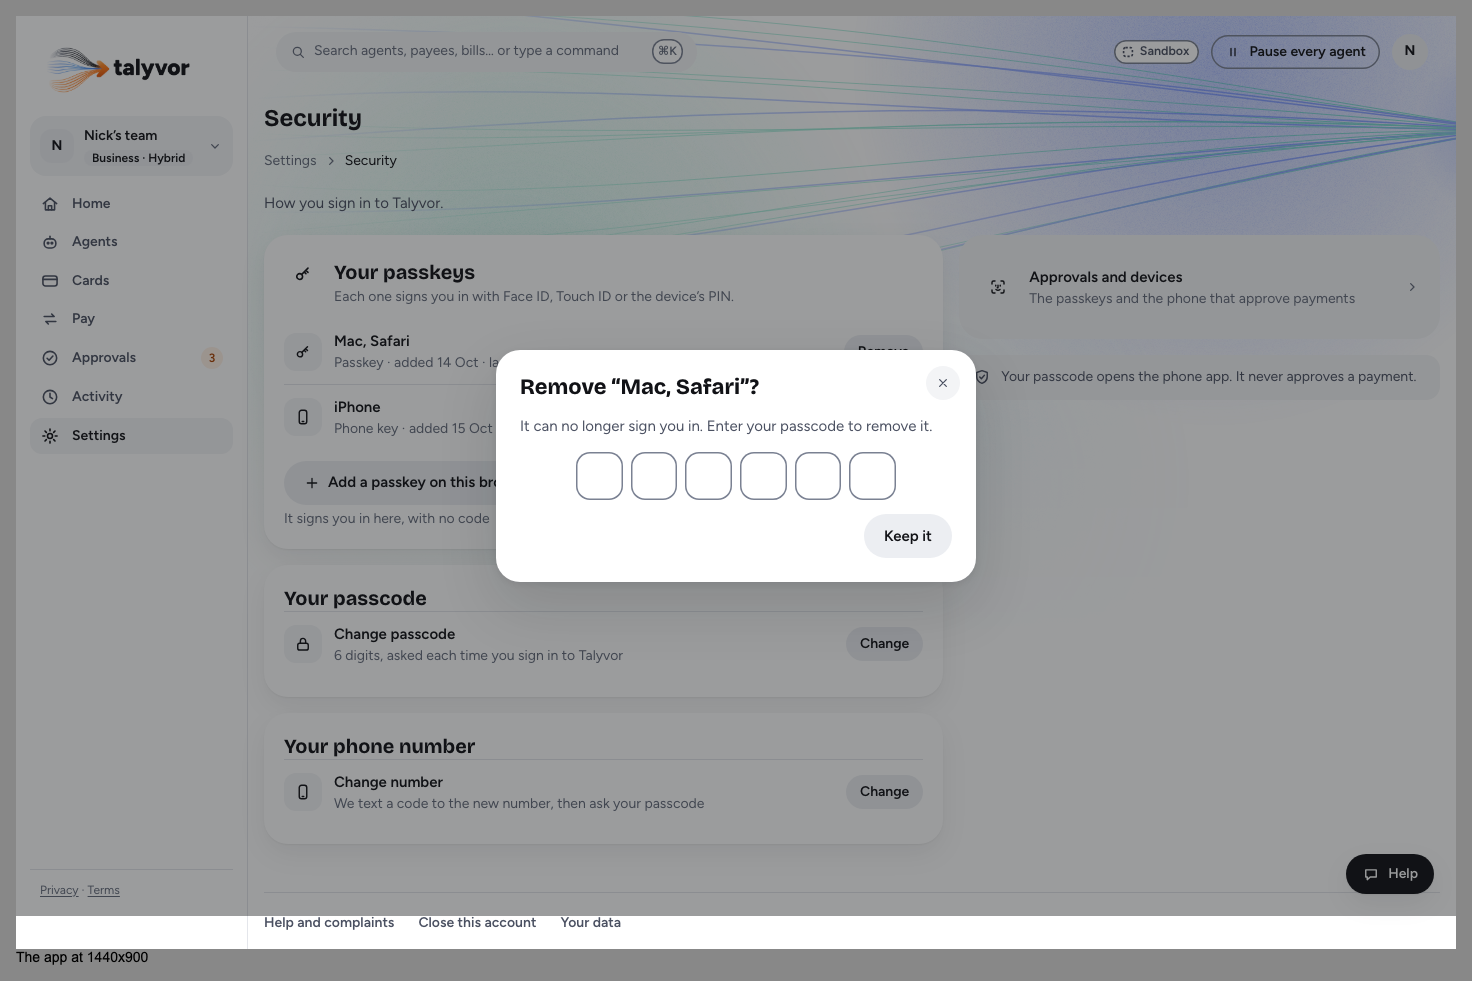 talyvor
Search agents, payees, bills... or type a command
⌘K
Sandbox
Pause every agent
N
N
Nick's team
Business · Hybrid
Home
Agents
Cards
Pay
Approvals
3
Activity
Settings
Privacy · Terms
Security
Settings > Security
How you sign in to Talyvor.
Your passkeys
Each one signs you in with Face ID, Touch ID or the device's PIN.
Mac, Safari
Passkey · added 14 Oct · la
Remove
iPhone
Phone key · added 15 Oct
+ Add a passkey on this bro
It signs you in here, with no code
Approvals and devices
The passkeys and the phone that approve payments
Your passcode opens the phone app. It never approves a payment.
Remove “Mac, Safari”?
It can no longer sign you in. Enter your passcode to remove it.
Keep it
Your passcode
Change passcode
6 digits, asked each time you sign in to Talyvor
Change
Your phone number
Change number
We text a code to the new number, then ask your passcode
Change
Help
Help and complaints
Close this account
Your data
The app at 1440x900